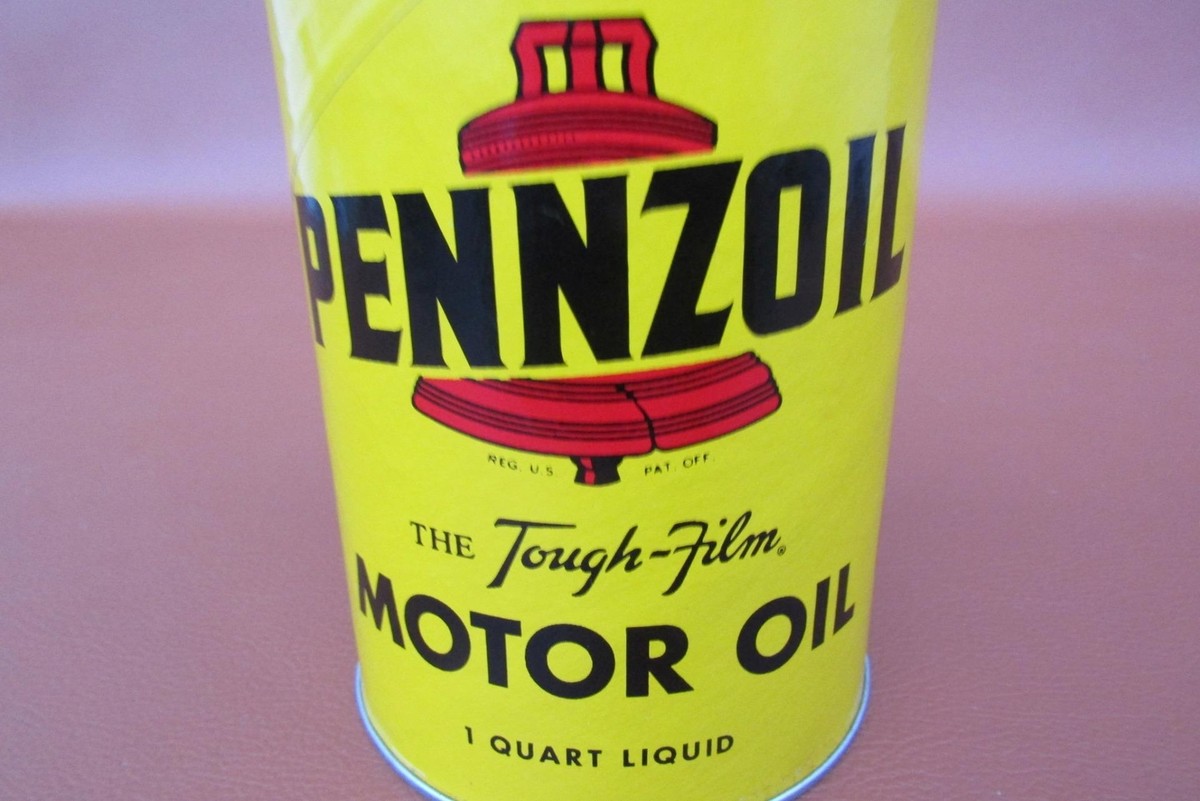 PENNZOIL
REG. U.S. PAT. OFF.
THE Tough-Film®
MOTOR OIL
1 QUART LIQUID